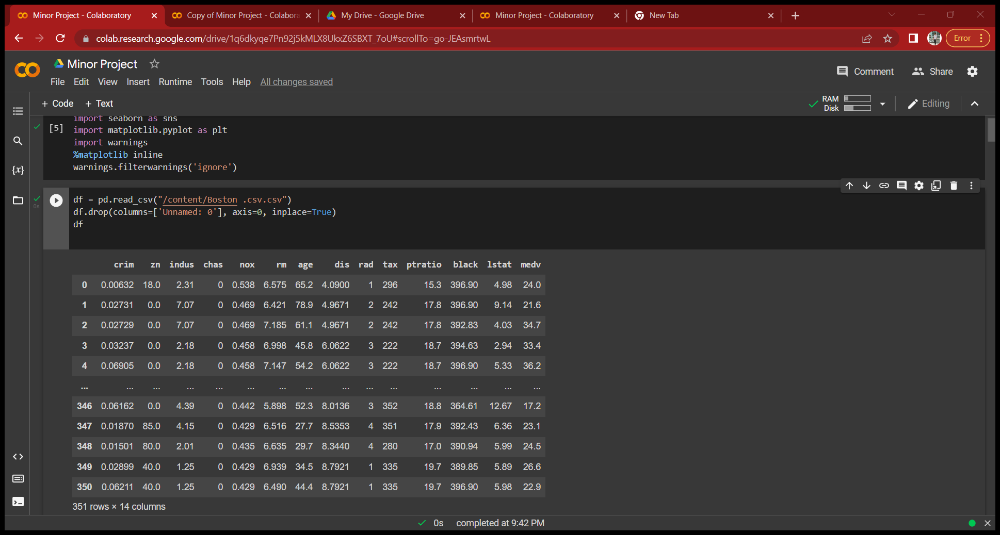 Minor Project - Colaboratory
Copy of Minor Project - Colabora
My Drive - Google Drive
Minor Project - Colaboratory
New Tab
colab.research.google.com/drive/1q6dkyqe7Pn92j5kMLX8UkxZ6SBXT_7oU#scrollTo=go-JEAsmrtwL
Error
Minor Project
File Edit View Insert Runtime Tools Help All changes saved
Comment
Share
+ Code + Text
RAM
Disk
Editing
import seaborn as sns
[5] import matplotlib.pyplot as plt
import warnings
%matplotlib inline
warnings.filterwarnings('ignore')
{x}
0s
df = pd.read_csv("/content/Boston .csv.csv")
df.drop(columns=['Unnamed: 0'], axis=0, inplace=True)
df
crim zn indus chas nox rm age dis rad tax ptratio black lstat medv
0 0.00632 18.0 2.31 0 0.538 6.575 65.2 4.0900 1 296 15.3 396.90 4.98 24.0
1 0.02731 0.0 7.07 0 0.469 6.421 78.9 4.9671 2 242 17.8 396.90 9.14 21.6
2 0.02729 0.0 7.07 0 0.469 7.185 61.1 4.9671 2 242 17.8 392.83 4.03 34.7
3 0.03237 0.0 2.18 0 0.458 6.998 45.8 6.0622 3 222 18.7 394.63 2.94 33.4
4 0.06905 0.0 2.18 0 0.458 7.147 54.2 6.0622 3 222 18.7 396.90 5.33 36.2
... ... ... ... ... ... ... ... ... ... ... ... ... ... ...
346 0.06162 0.0 4.39 0 0.442 5.898 52.3 8.0136 3 352 18.8 364.61 12.67 17.2
347 0.01870 85.0 4.15 0 0.429 6.516 27.7 8.5353 4 351 17.9 392.43 6.36 23.1
348 0.01501 80.0 2.01 0 0.435 6.635 29.7 8.3440 4 280 17.0 390.94 5.99 24.5
349 0.02899 40.0 1.25 0 0.429 6.939 34.5 8.7921 1 335 19.7 389.85 5.89 26.6
350 0.06211 40.0 1.25 0 0.429 6.490 44.4 8.7921 1 335 19.7 396.90 5.98 22.9
351 rows × 14 columns
0s completed at 9:42 PM